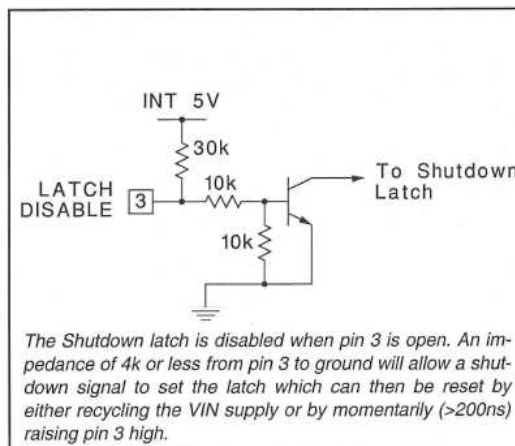 INT 5V
30k
LATCH
DISABLE
3
10k
To Shutdown
Latch
10k
The Shutdown latch is disabled when pin 3 is open. An im-
pedance of 4k or less from pin 3 to ground will allow a shut-
down signal to set the latch which can then be reset by
either recycling the VIN supply or by momentarily (>200ns)
raising pin 3 high.